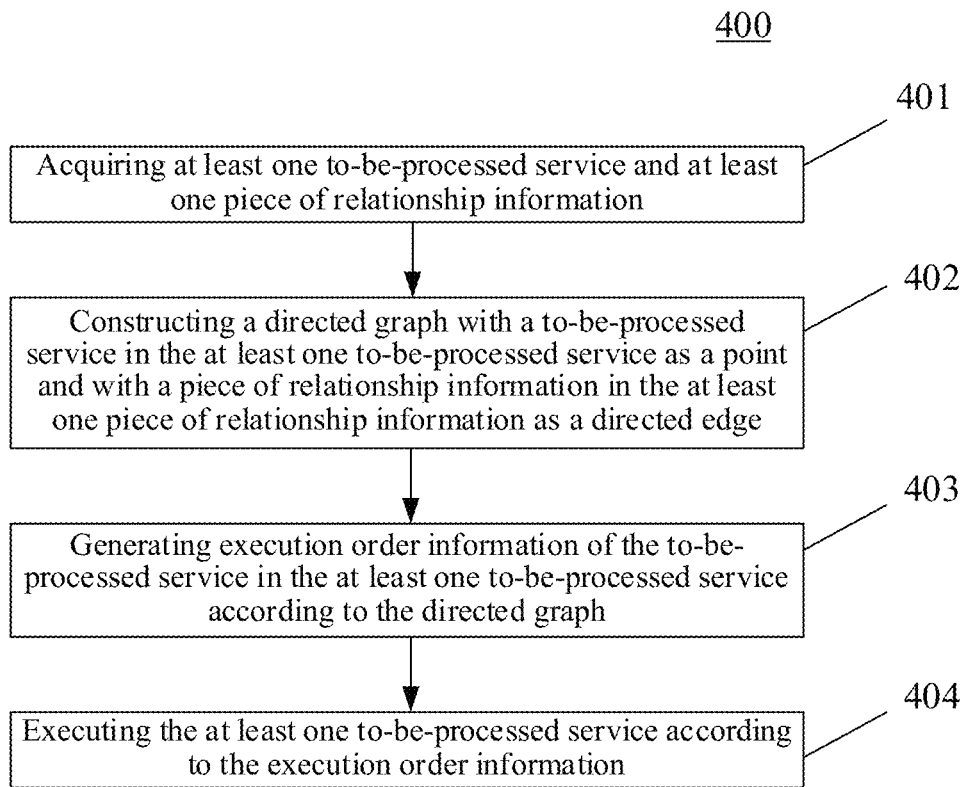 400
401
Acquiring at least one to-be-processed service and at least
one piece of relationship information
402
Constructing a directed graph with a to-be-processed
service in the at least one to-be-processed service as a point
and with a piece of relationship information in the at least
one piece of relationship information as a directed edge
403
Generating execution order information of the to-be-
processed service in the at least one to-be-processed service
according to the directed graph
404
Executing the at least one to-be-processed service according
to the execution order information